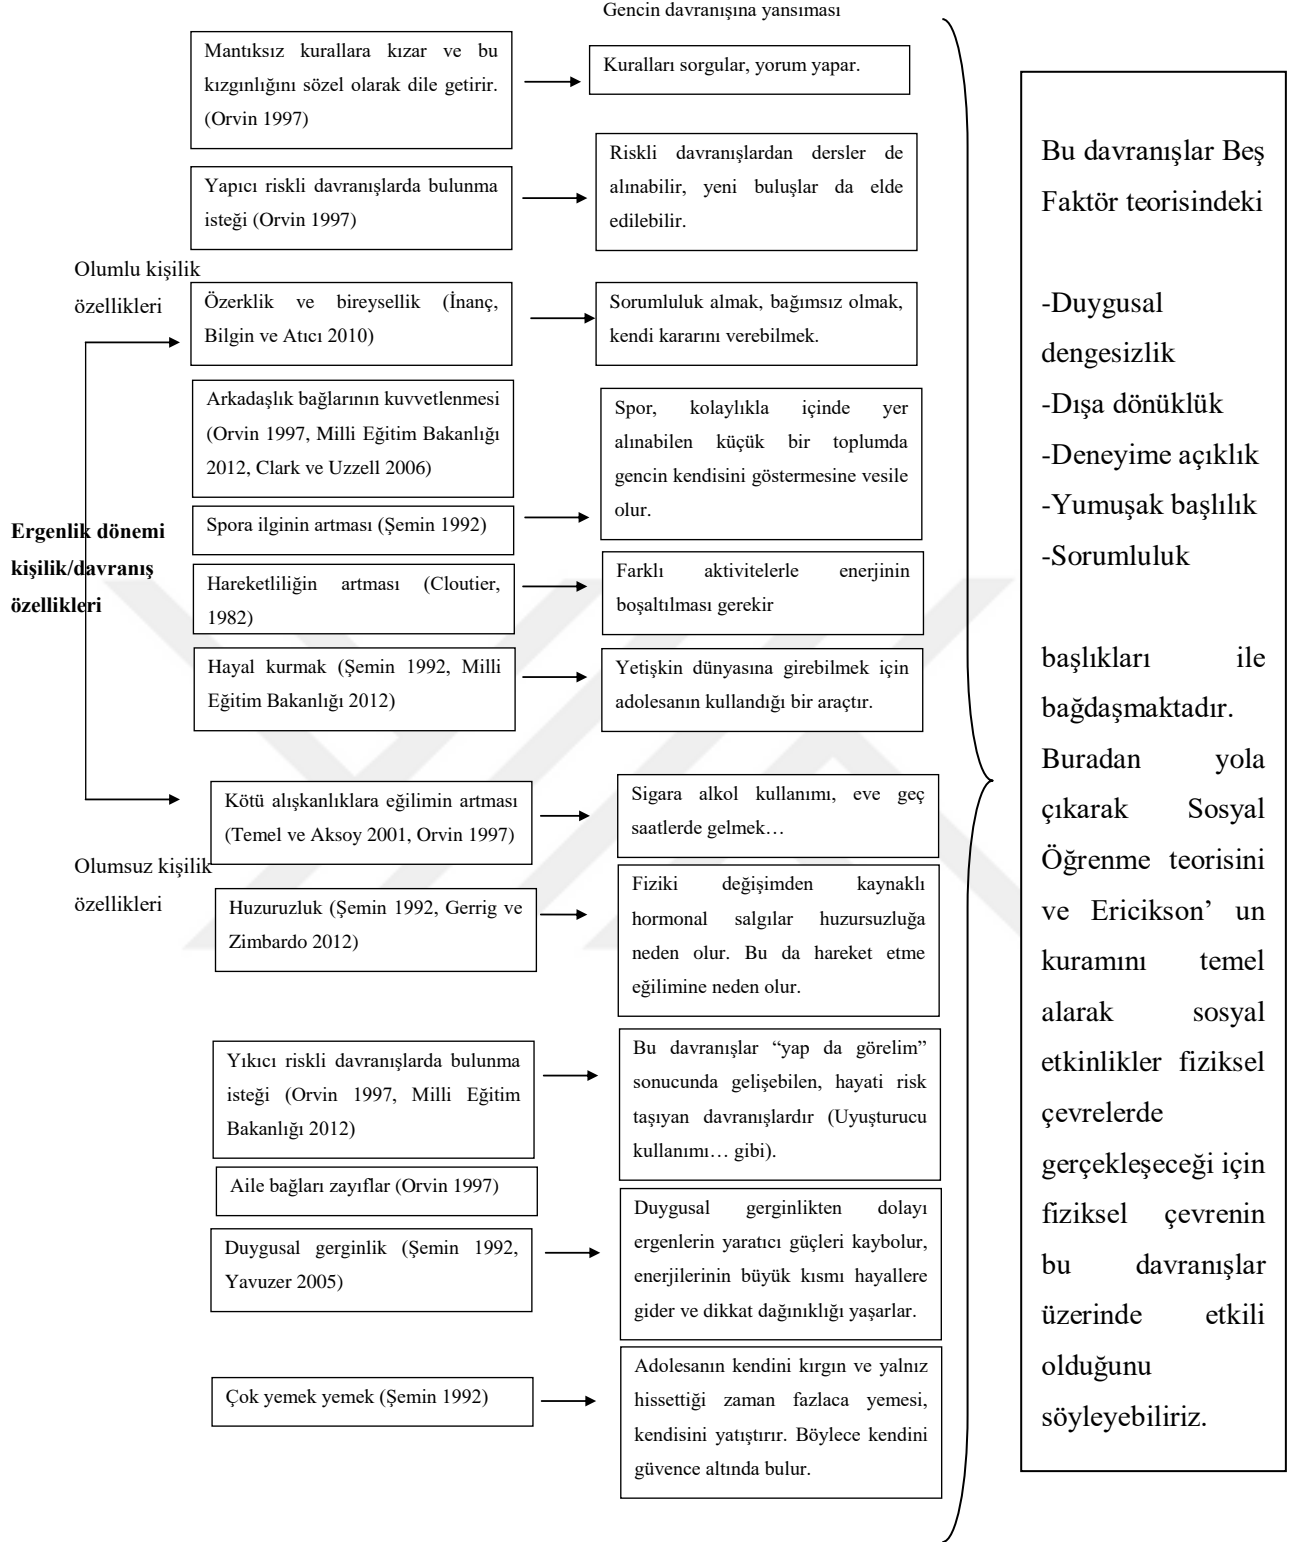 Gencin davranışına yansıması
Mantıksız kurallara kızar ve bu
kızgınlığını sözel olarak dile getirir.
(Orvin 1997)
Kuralları sorgular, yorum yapar.
Yapıcı riskli davranışlarda bulunma
isteği (Orvin 1997)
Riskli davranışlardan dersler de
alınabilir, yeni buluşlar da elde
edilebilir.
Olumlu kişilik
özellikleri
Özerklik ve bireysellik (İnanç,
Bilgin ve Atıcı 2010)
Sorumluluk almak, bağımsız olmak,
kendi kararını verebilmek.
Arkadaşlık bağlarının kuvvetlenmesi
(Orvin 1997, Milli Eğitim Bakanlığı
2012, Clark ve Uzzell 2006)
Spora ilginin artması (Şemin 1992)
Spor, kolaylıkla içinde yer
alınabilen küçük bir toplumda
gencin kendisini göstermesine vesile
olur.
Ergenlik dönemi
kişilik/davranış
özellikleri
Hareketliliğin artması (Cloutier,
1982)
Farklı aktivitelerle enerjinin
boşaltılması gerekir
Hayal kurmak (Şemin 1992, Milli
Eğitim Bakanlığı 2012)
Yetişkin dünyasına girebilmek için
adolesanın kullandığı bir araçtır.
Kötü alışkanlıklara eğilimin artması
(Temel ve Aksoy 2001, Orvin 1997)
Sigara alkol kullanımı, eve geç
saatlerde gelmek…
Olumsuz kişilik
özellikleri
Huzuruzluk (Şemin 1992, Gerrig ve
Zimbardo 2012)
Fiziki değişimden kaynaklı
hormonal salgılar huzursuzluğa
neden olur. Bu da hareket etme
eğilimine neden olur.
Yıkıcı riskli davranışlarda bulunma
isteği (Orvin 1997, Milli Eğitim
Bakanlığı 2012)
Bu davranışlar “yap da görelim”
sonucunda gelişebilen, hayati risk
taşıyan davranışlardır (Uyuşturucu
kullanımı… gibi).
Aile bağları zayıflar (Orvin 1997)
Duygusal gerginlik (Şemin 1992,
Yavuzer 2005)
Duygusal gerginlikten dolayı
ergenlerin yaratıcı güçleri kaybolur,
enerjilerinin büyük kısmı hayallere
gider ve dikkat dağınıklığı yaşarlar.
Çok yemek yemek (Şemin 1992)
Adolesanın kendini kırgın ve yalnız
hissettiği zaman fazlaca yemesi,
kendisini yatıştırır. Böylece kendini
güvence altında bulur.
Bu davranışlar Beş
Faktör teorisindeki
-Duygusal
dengesizlik
-Dışa dönüklük
-Deneyime açıklık
-Yumuşak başlılık
-Sorumluluk
başlıkları ile
bağdaşmaktadır.
Buradan yola
çıkarak Sosyal
Öğrenme teorisini
ve Ericikson’ un
kuramını temel
alarak sosyal
etkinlikler fiziksel
çevrelerde
gerçekleşeceği için
fiziksel çevrenin
bu davranışlar
üzerinde etkili
olduğunu
söyleyebiliriz.